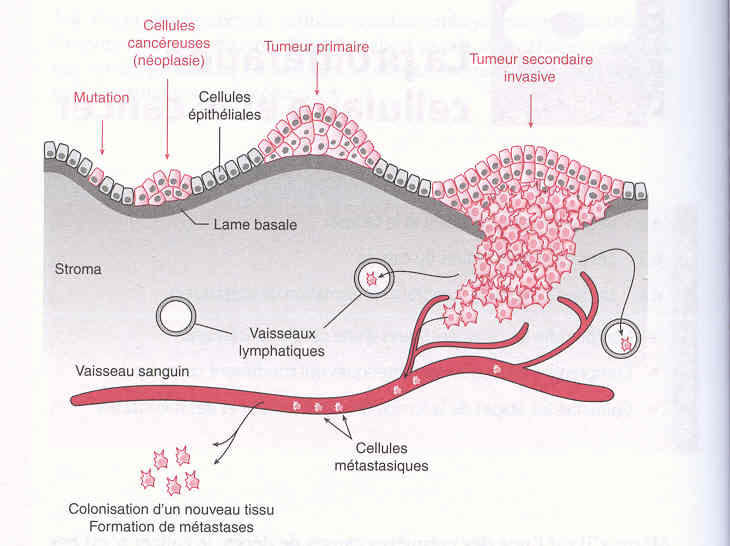 Cellules
cancéreuses
(néoplasie)
Tumeur primaire
Tumeur secondaire
invasive
Mutation
Cellules
épithéliales
Lame basale
Stroma
Vaisseaux
lymphatiques
Vaisseau sanguin
Cellules
métastasiques
Colonisation d'un nouveau tissu
Formation de métastases